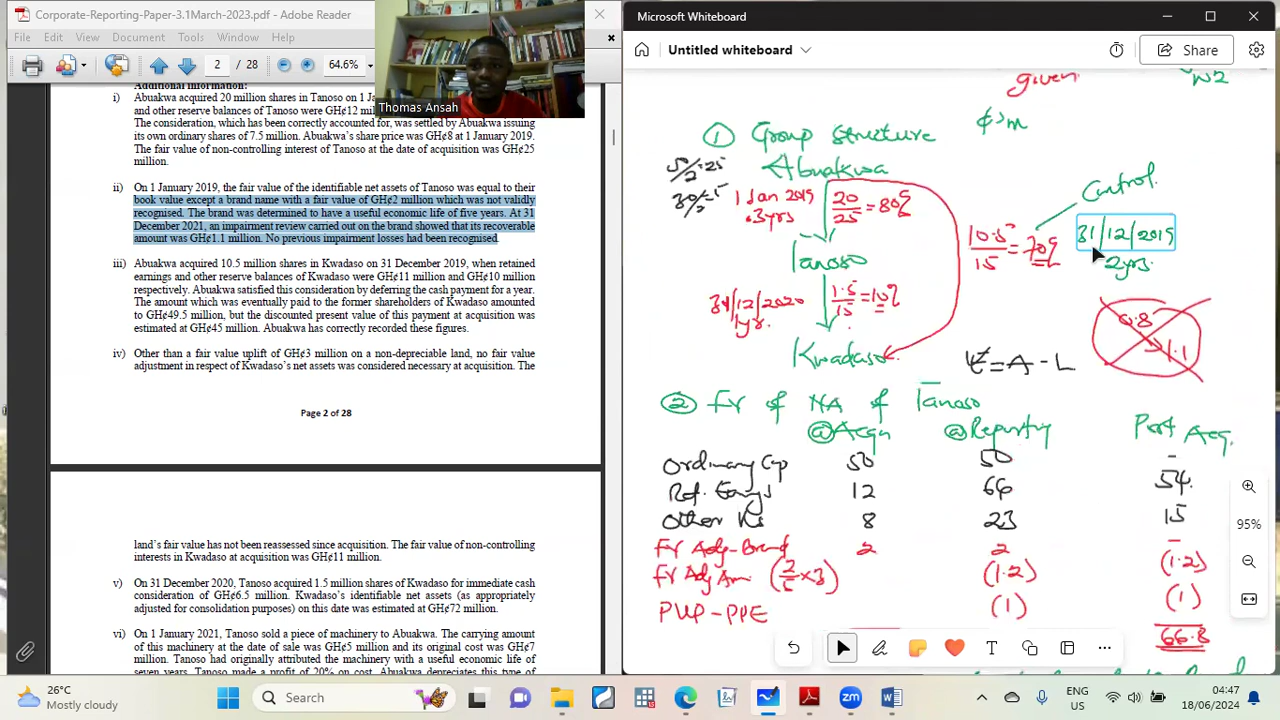 Corporate-Reporting-Paper-3.1March-2023.pdf - Adobe Reader
File Edit View Document Tools Window Help
2 / 28 64.6%
Additional information:
i) Abuakwa acquired 20 million shares in Tanoso on 1 J
and other reserve balances of Tanoso were GH¢12 mil
The consideration, which has been correctly accounted
its own ordinary shares of 7.5 million. Abuakwa's share price was GH¢8 at 1 January 2019.
The fair value of non-controlling interest of Tanoso at the date of acquisition was GH¢25
million.
ii) On 1 January 2019, the fair value of the identifiable net assets of Tanoso was equal to their
book value except a brand name with a fair value of GH¢2 million which was not validly
recognised. The brand was determined to have a useful economic life of five years. At 31
December 2021, an impairment review carried out on the brand showed that its recoverable
amount was GH¢1.1 million. No previous impairment losses had been recognised.
iii) Abuakwa acquired 10.5 million shares in Kwadaso on 31 December 2019, when retained
earnings and other reserve balances of Kwadaso were GH¢11 million and GH¢10 million
respectively. Abuakwa satisfied this consideration by deferring the cash payment for a year.
The amount which was eventually paid to the former shareholders of Kwadaso amounted
to GH¢49.5 million, but the discounted present value of this payment at acquisition was
estimated at GH¢45 million. Abuakwa has correctly recorded these figures.
iv) Other than a fair value uplift of GH¢3 million on a non-depreciable land, no fair value
adjustment in respect of Kwadaso's net assets was considered necessary at acquisition. The
Page 2 of 28
land's fair value has not been reassessed since acquisition. The fair value of non-controlling
interests in Kwadaso at acquisition was GH¢11 million.
v) On 31 December 2020, Tanoso acquired 1.5 million shares of Kwadaso for immediate cash
consideration of GH¢6.5 million. Kwadaso's identifiable net assets (as appropriately
adjusted for consolidation purposes) on this date was estimated at GH¢72 million.
vi) On 1 January 2021, Tanoso sold a piece of machinery to Abuakwa. The carrying amount
of this machinery at the date of sale was GH¢5 million and its original cost was GH¢7
million. Tanoso had originally attributed the machinery with a useful economic life of
seven years. Tanoso made a profit of 20% on cost. Abuakwa depreciates this type of
Thomas Ansah
Microsoft Whiteboard
Untitled whiteboard Share
given W2
¢'m
① Group Structure
Abuakwa
50/2=25
1 Jan 2019
3yrs
20/25 = 80%
Control.
10.5/15 = 70%
31/12/2019
2yrs.
Tanoso
31/12/2020
1yr.
1.5/15 = 10%
0.8
1.1
Kwadaso
E = A - L
② FV of NA of Tanoso
@Acqn @Reporting Post Acq.
Ordinary Cap 50 50 -
Ret. Earngs 12 66 54
Other Rs 8 23 15
FV Adj-Brand 2 2 -
FV Adj Am (2/5 x3) (1.2) (1.2)
PUP-PPE (1) (1)
66.8
95%
26°C
Mostly cloudy
Search
ENG
US
04:47
18/06/2024